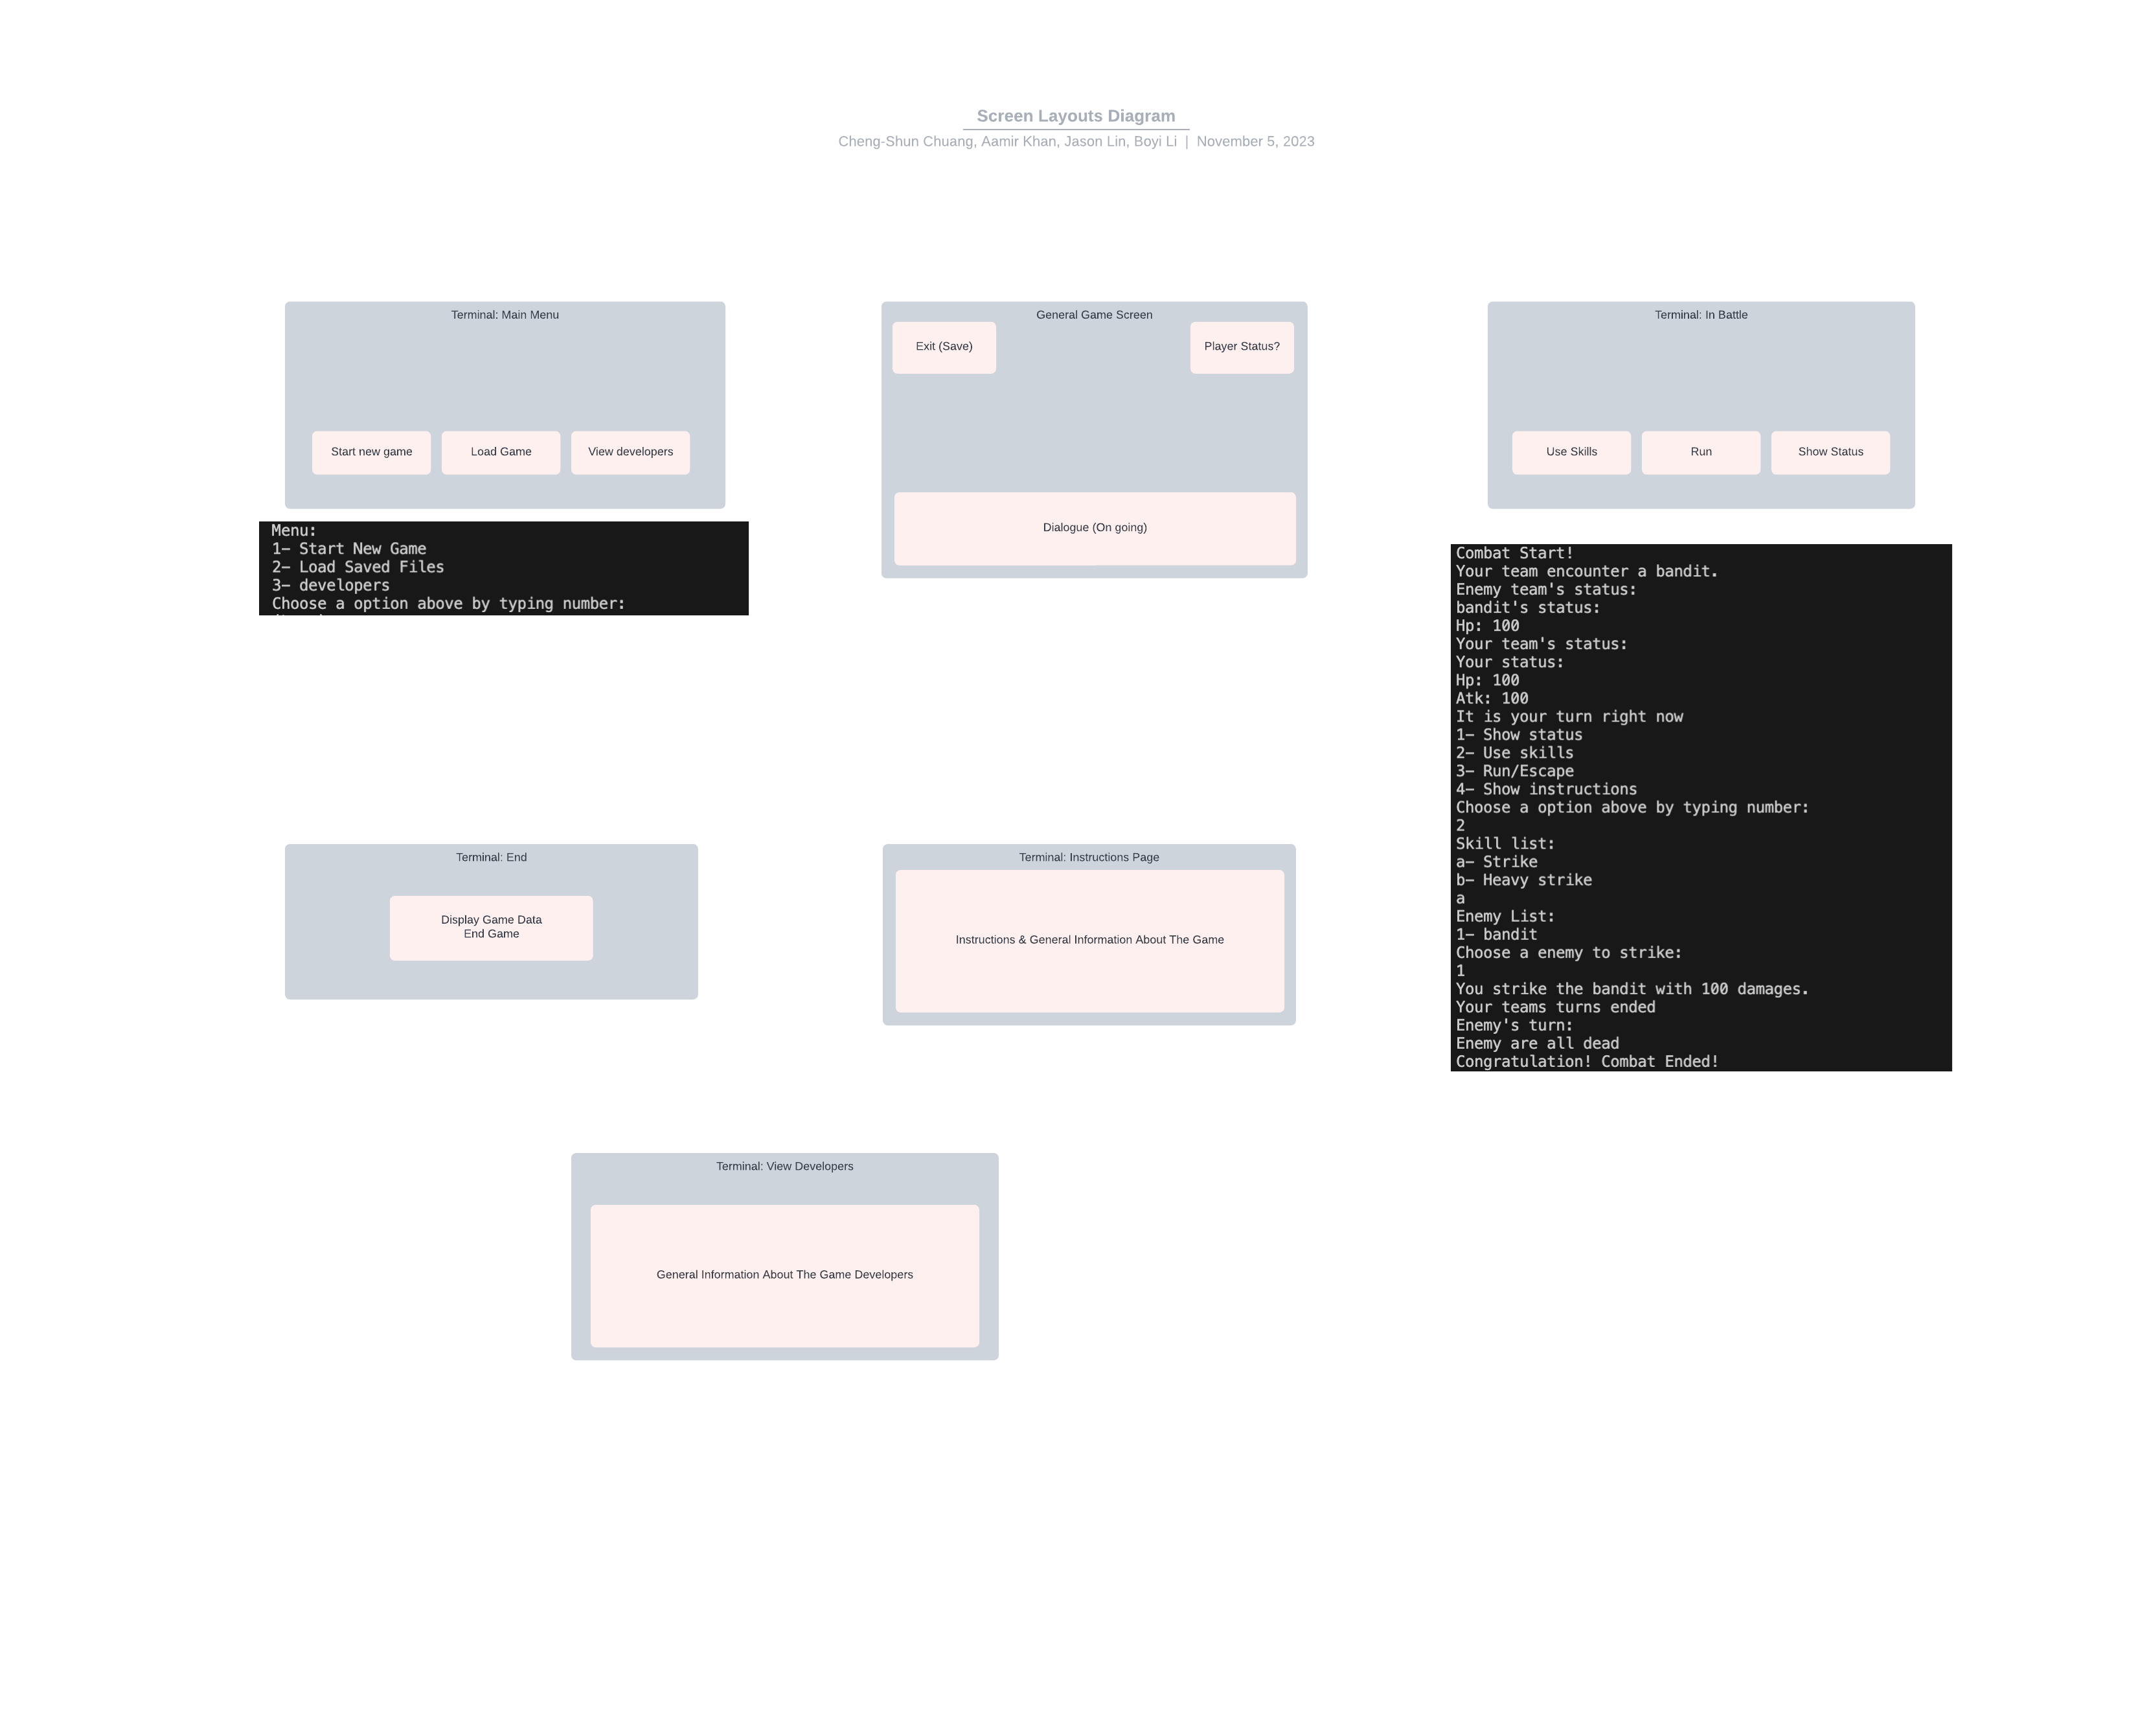 Screen Layouts Diagram
Cheng-Shun Chuang, Aamir Khan, Jason Lin, Boyi Li | November 5, 2023
Terminal: Main Menu
Start new game
Load Game
View developers
Menu:
1- Start New Game
2- Load Saved Files
3- developers
Choose a option above by typing number:
General Game Screen
Exit (Save)
Player Status?
Dialogue (On going)
Terminal: In Battle
Use Skills
Run
Show Status
Combat Start!
Your team encounter a bandit.
Enemy team's status:
bandit's status:
Hp: 100
Your team's status:
Your status:
Hp: 100
Atk: 100
It is your turn right now
1- Show status
2- Use skills
3- Run/Escape
4- Show instructions
Choose a option above by typing number:
2
Skill list:
a- Strike
b- Heavy strike
a
Enemy List:
1- bandit
Choose a enemy to strike:
1
You strike the bandit with 100 damages.
Your teams turns ended
Enemy's turn:
Enemy are all dead
Congratulation! Combat Ended!
Terminal: End
Display Game Data
End Game
Terminal: Instructions Page
Instructions & General Information About The Game
Terminal: View Developers
General Information About The Game Developers